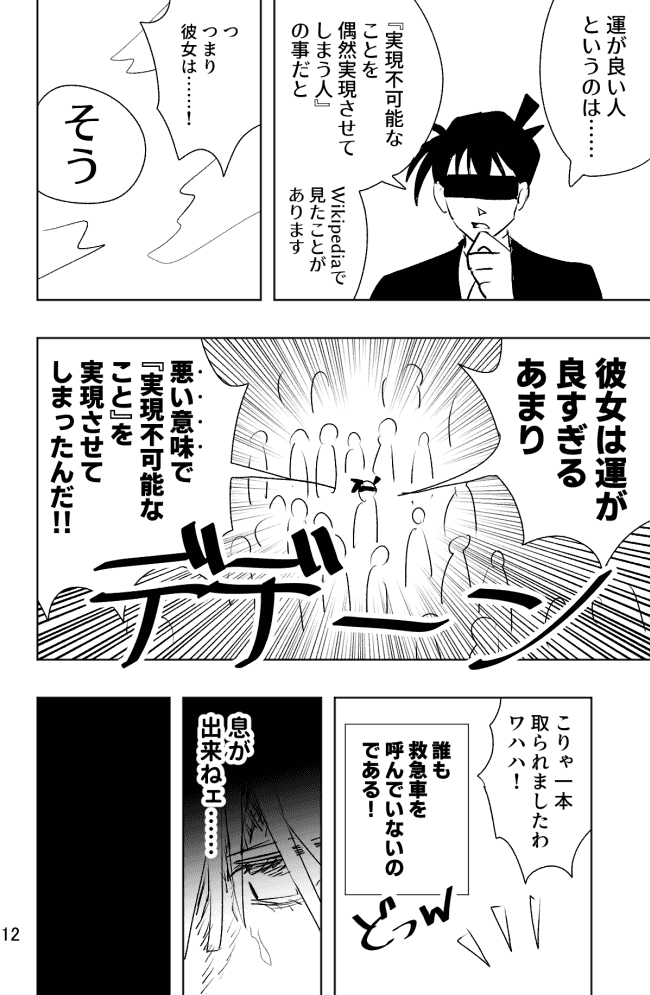 運が良い人
というのは……
『実現不可能な
ことを
偶然実現させて
しまう人』
の事だと
Wikipediaで
見たことが
あります
つ
つまり
彼女は……!
そう
彼女は運が
良すぎる
あまり
悪い意味で
『実現不可能な
こと』を
実現させて
しまったんだ!!
デデーン
こりゃ一本
取られましたわ
ワハハ!
誰も
救急車を
呼んでいないの
である!
どっw
息が
出来ねェ……
12